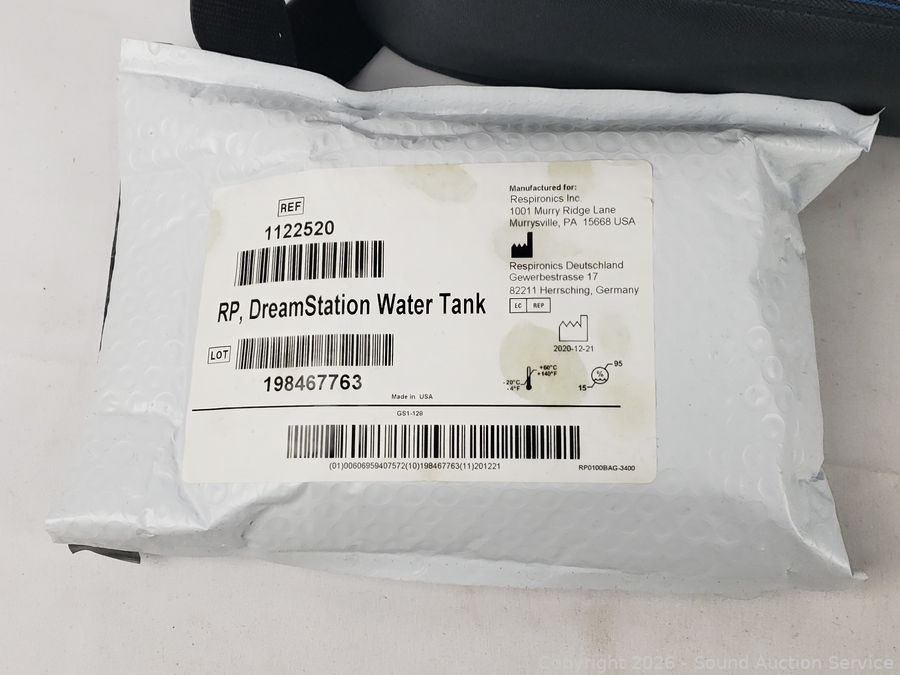 REF
1122520
RP, DreamStation Water Tank
LOT
198467763
Made in USA
Manufactured for:
Respironics Inc.
1001 Murry Ridge Lane
Murrysville, PA 15668 USA
Respironics Deutschland
Gewerbestrasse 17
82211 Herrsching, Germany
EC REP
2020-12-21
-20°C
-4°F
+60°C
+140°F
15
%
95
GS1-128
(01)00606959407572(10)198467763(11)201221
RP0100BAG-3400
Copyright 2026 - Sound Auction Service